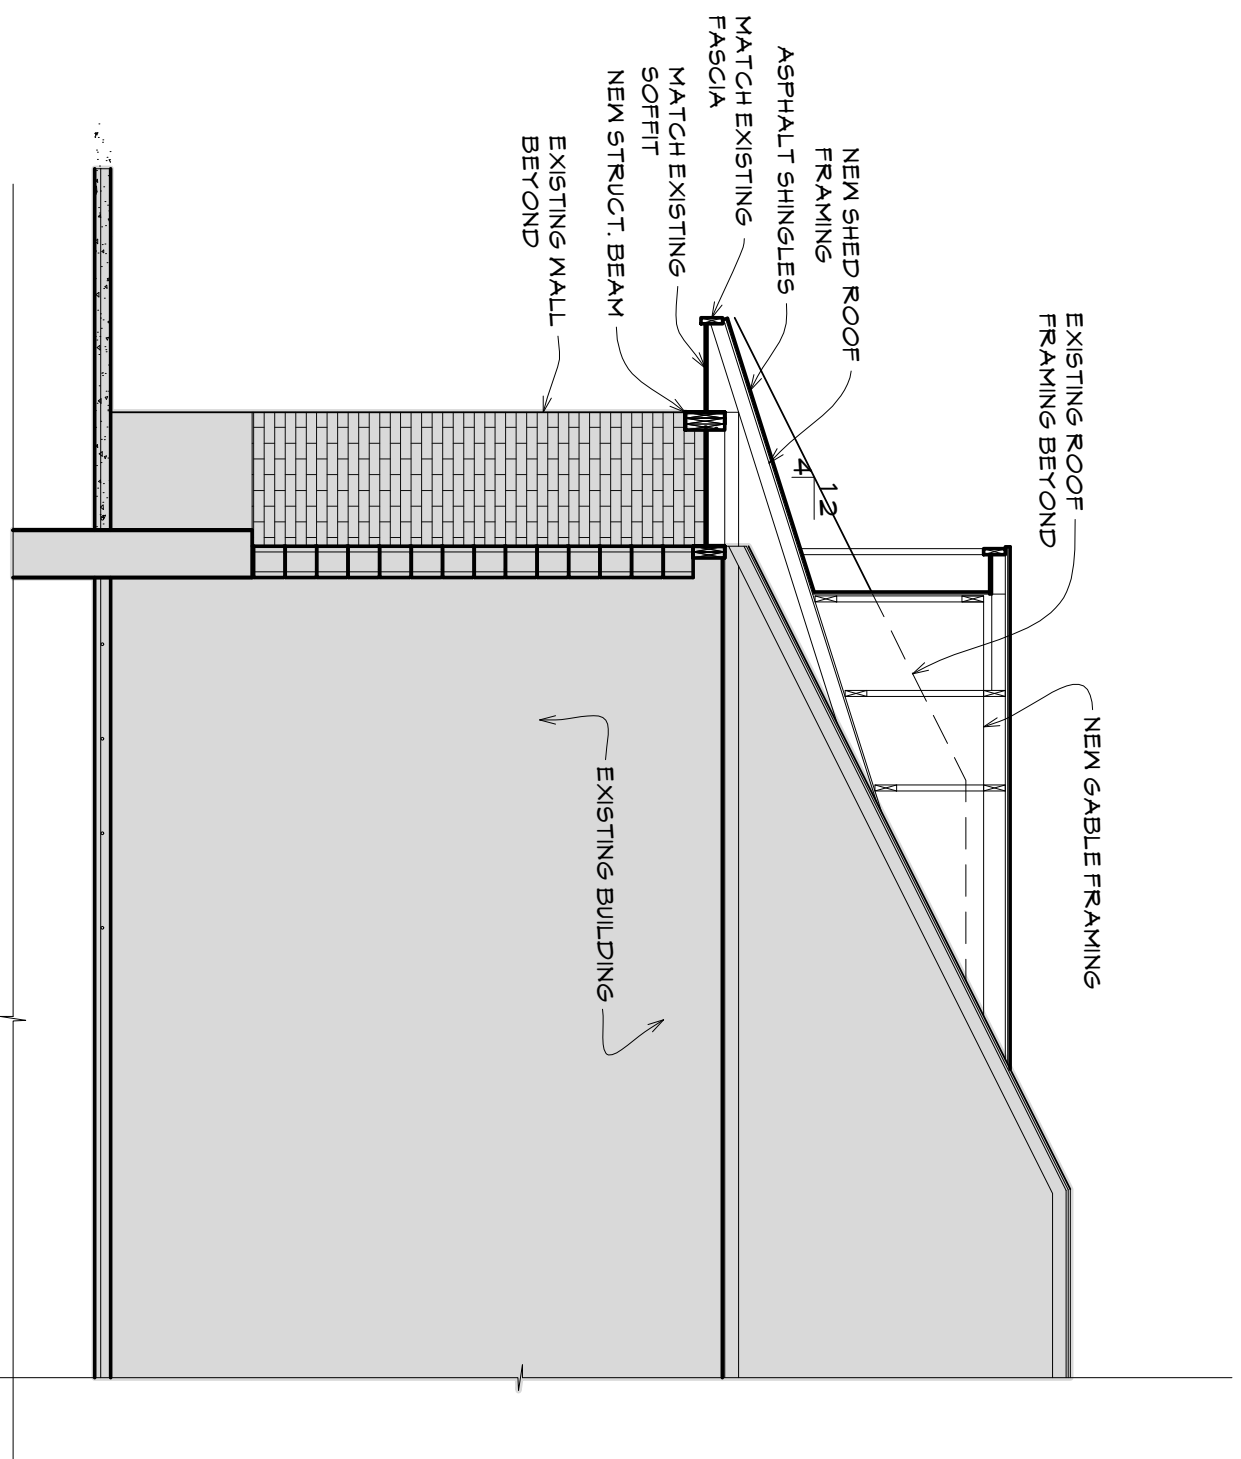 EXISTING ROOF
FRAMING BEYOND
NEW GABLE FRAMING
NEW SHED ROOF
FRAMING
ASPHALT SHINGLES
MATCH EXISTING
FASCIA
MATCH EXISTING
SOFFIT
NEW STRUCT. BEAM
EXISTING WALL
BEYOND
12
4
EXISTING BUILDING